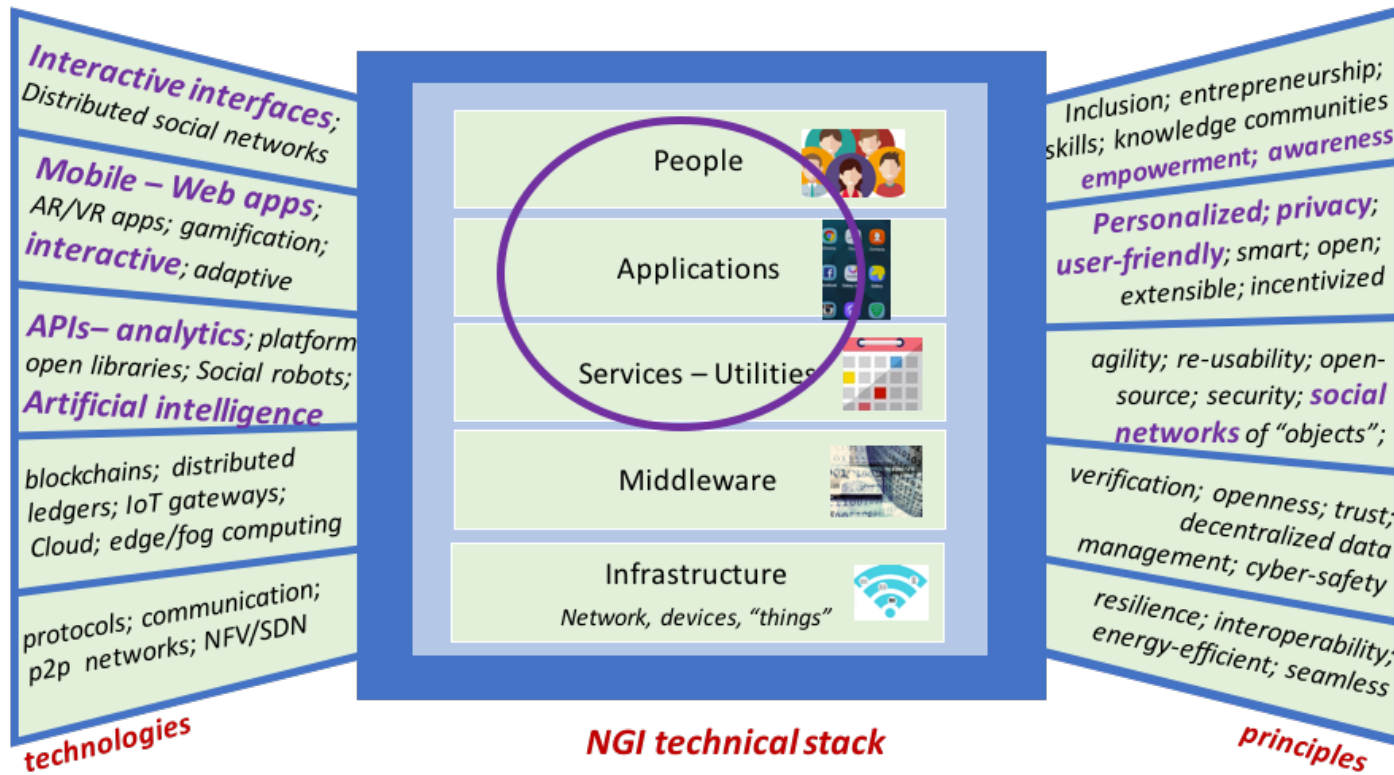 Interactive interfaces;
Distributed social networks
Mobile – Web apps;
AR/VR apps; gamification;
interactive; adaptive
APIs– analytics; platform
open libraries; Social robots;
Artificial intelligence
blockchains; distributed
ledgers; IoT gateways;
Cloud; edge/fog computing
protocols; communication;
p2p networks; NFV/SDN
technologies
People
Applications
Services – Utilities
Middleware
Infrastructure
Network, devices, “things”
NGI technical stack
Inclusion; entrepreneurship;
skills; knowledge communities
empowerment; awareness
Personalized; privacy;
user-friendly; smart; open;
extensible; incentivized
agility; re-usability; open-
source; security; social
networks of “objects”;
verification; openness; trust;
decentralized data
management; cyber-safety
resilience; interoperability;
energy-efficient; seamless
principles